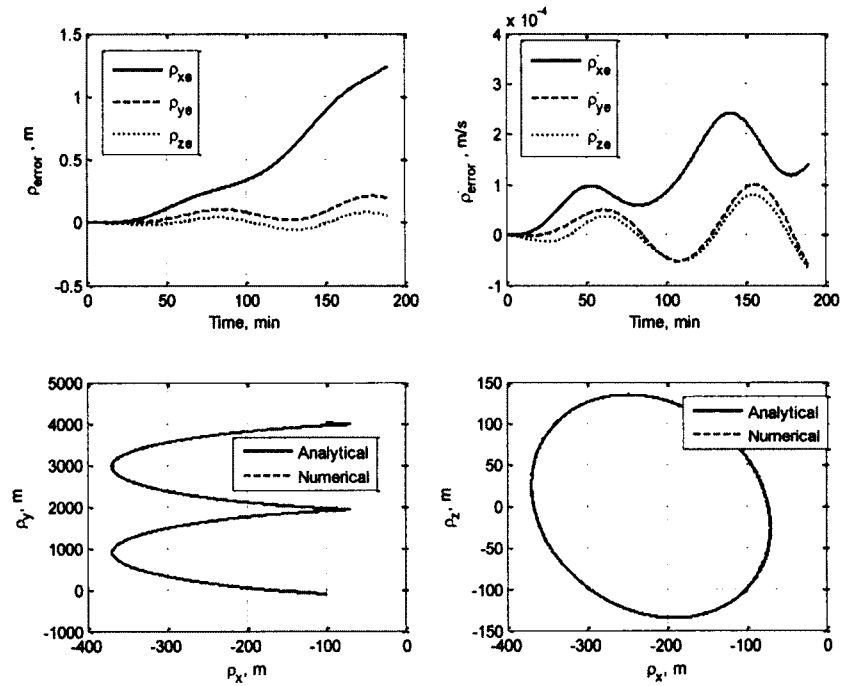 1.5
1
0.5
0
-0.5
0 50 100 150 200
ρerror , m
Time, min
ρxe
ρye
ρze
x 10⁻⁴
4
3
2
1
0
-1
0 50 100 150 200
ρ̇error , m/s
Time, min
ρ̇xe
ρ̇ye
ρ̇ze
5000
4000
3000
2000
1000
0
-1000
-400 -300 -200 -100 0
ρy, m
ρx, m
Analytical
Numerical
150
100
50
0
-50
-100
-150
-400 -300 -200 -100 0
ρz, m
ρx, m
Analytical
Numerical